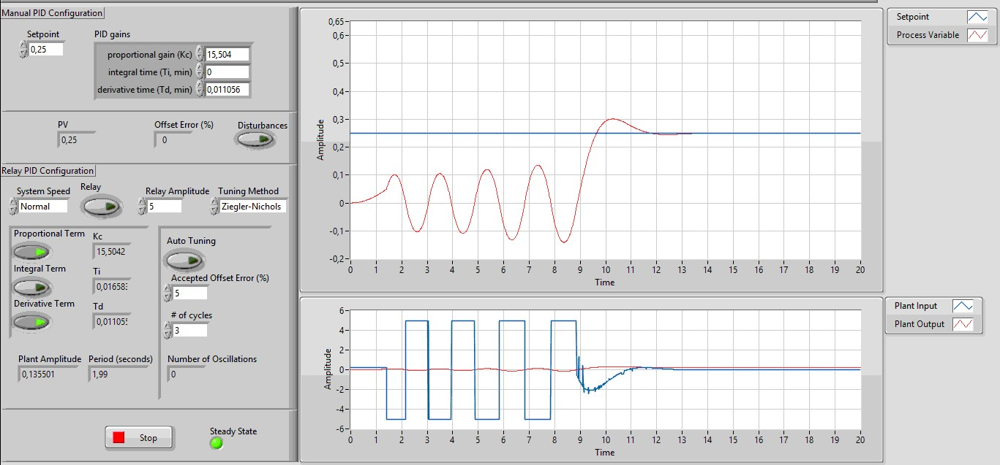 Manual PID Configuration
Setpoint
0,25
PID gains
proportional gain (Kc) 15,504
integral time (Ti, min) 0
derivative time (Td, min) 0,011056
PV
0,25
Offset Error (%)
0
Disturbances
Relay PID Configuration
System Speed
Normal
Relay
Relay Amplitude
5
Tuning Method
Ziegler-Nichols
Proportional Term
Kc
15,5042
Integral Term
Ti
Derivative Term
Td
Auto Tuning
Accepted Offset Error (%)
5
# of cycles
3
Plant Amplitude
0,135501
Period (seconds)
1,99
Number of Oscillations
0
Stop
Steady State
Amplitude
0,65
0,6
0,5
0,4
0,3
0,2
0,1
0
-0,1
-0,2
0 1 2 3 4 5 6 7 8 9 10 11 12 13 14 15 16 17 18 19 20
Time
Setpoint
Process Variable
Amplitude
6
4
2
0
-2
-4
-6
0 1 2 3 4 5 6 7 8 9 10 11 12 13 14 15 16 17 18 19 20
Time
Plant Input
Plant Output